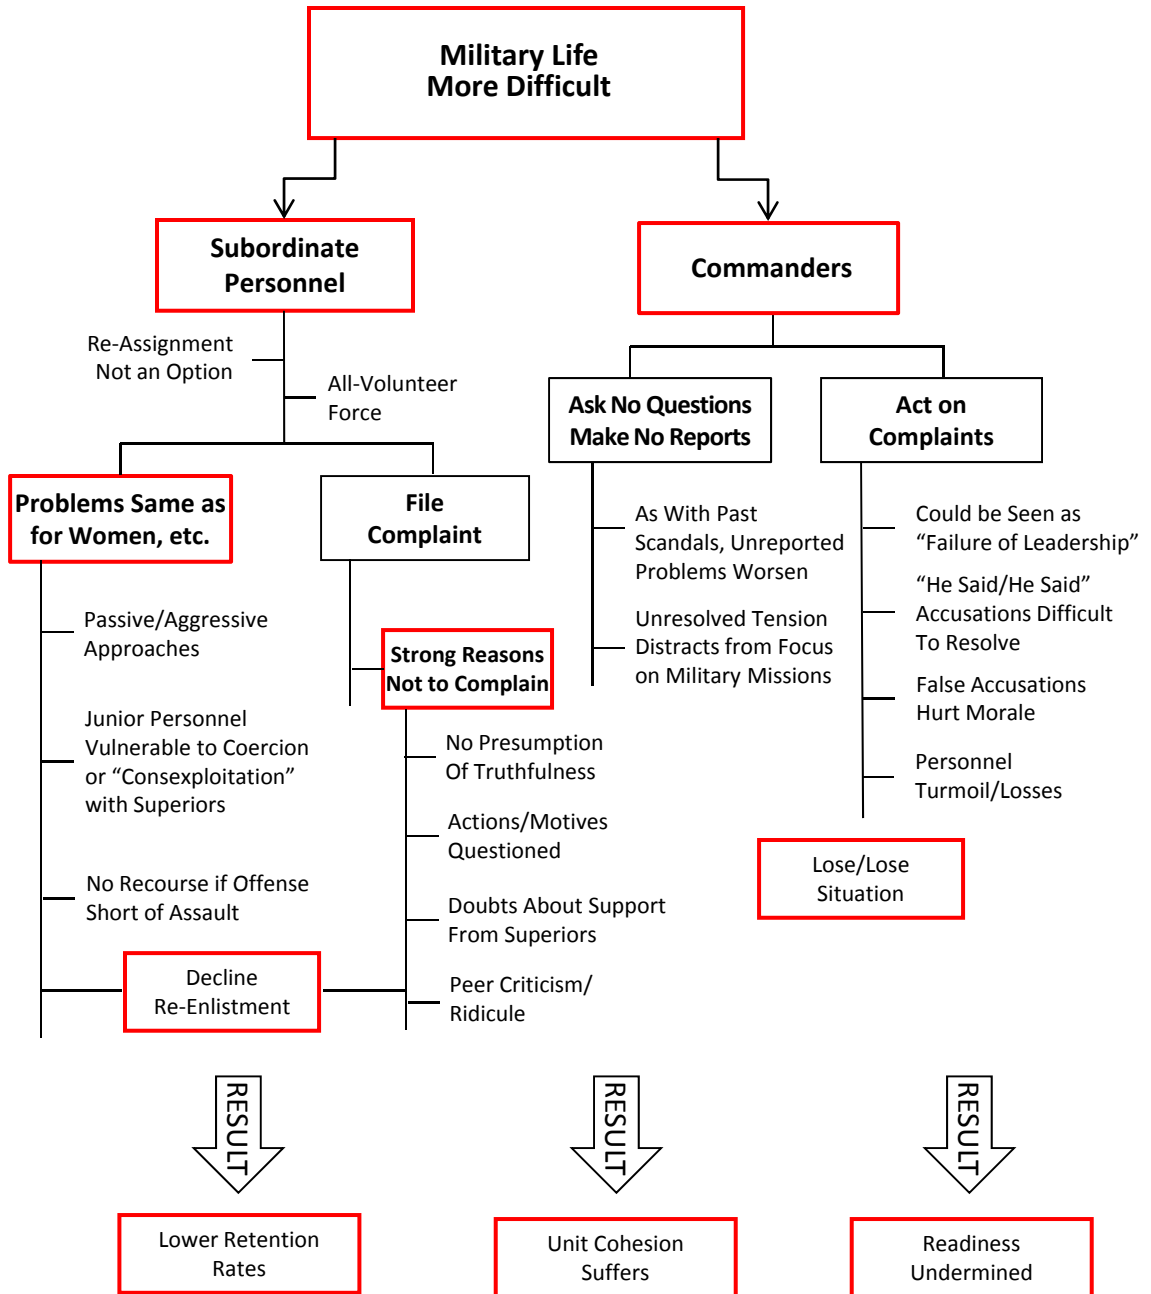 Military Life
More Difficult
Subordinate
Personnel
Commanders
Re-Assignment
Not an Option
All-Volunteer
Force
Ask No Questions
Make No Reports
Act on
Complaints
Problems Same as
for Women, etc.
File
Complaint
As With Past
Scandals, Unreported
Problems Worsen
Unresolved Tension
Distracts from Focus
on Military Missions
Could be Seen as
“Failure of Leadership”
“He Said/He Said”
Accusations Difficult
To Resolve
False Accusations
Hurt Morale
Personnel
Turmoil/Losses
Passive/Aggressive
Approaches
Junior Personnel
Vulnerable to Coercion
or “Consexploitation”
with Superiors
No Recourse if Offense
Short of Assault
Strong Reasons
Not to Complain
No Presumption
Of Truthfulness
Actions/Motives
Questioned
Doubts About Support
From Superiors
Peer Criticism/
Ridicule
Lose/Lose
Situation
Decline
Re-Enlistment
RESULT
RESULT
RESULT
Lower Retention
Rates
Unit Cohesion
Suffers
Readiness
Undermined